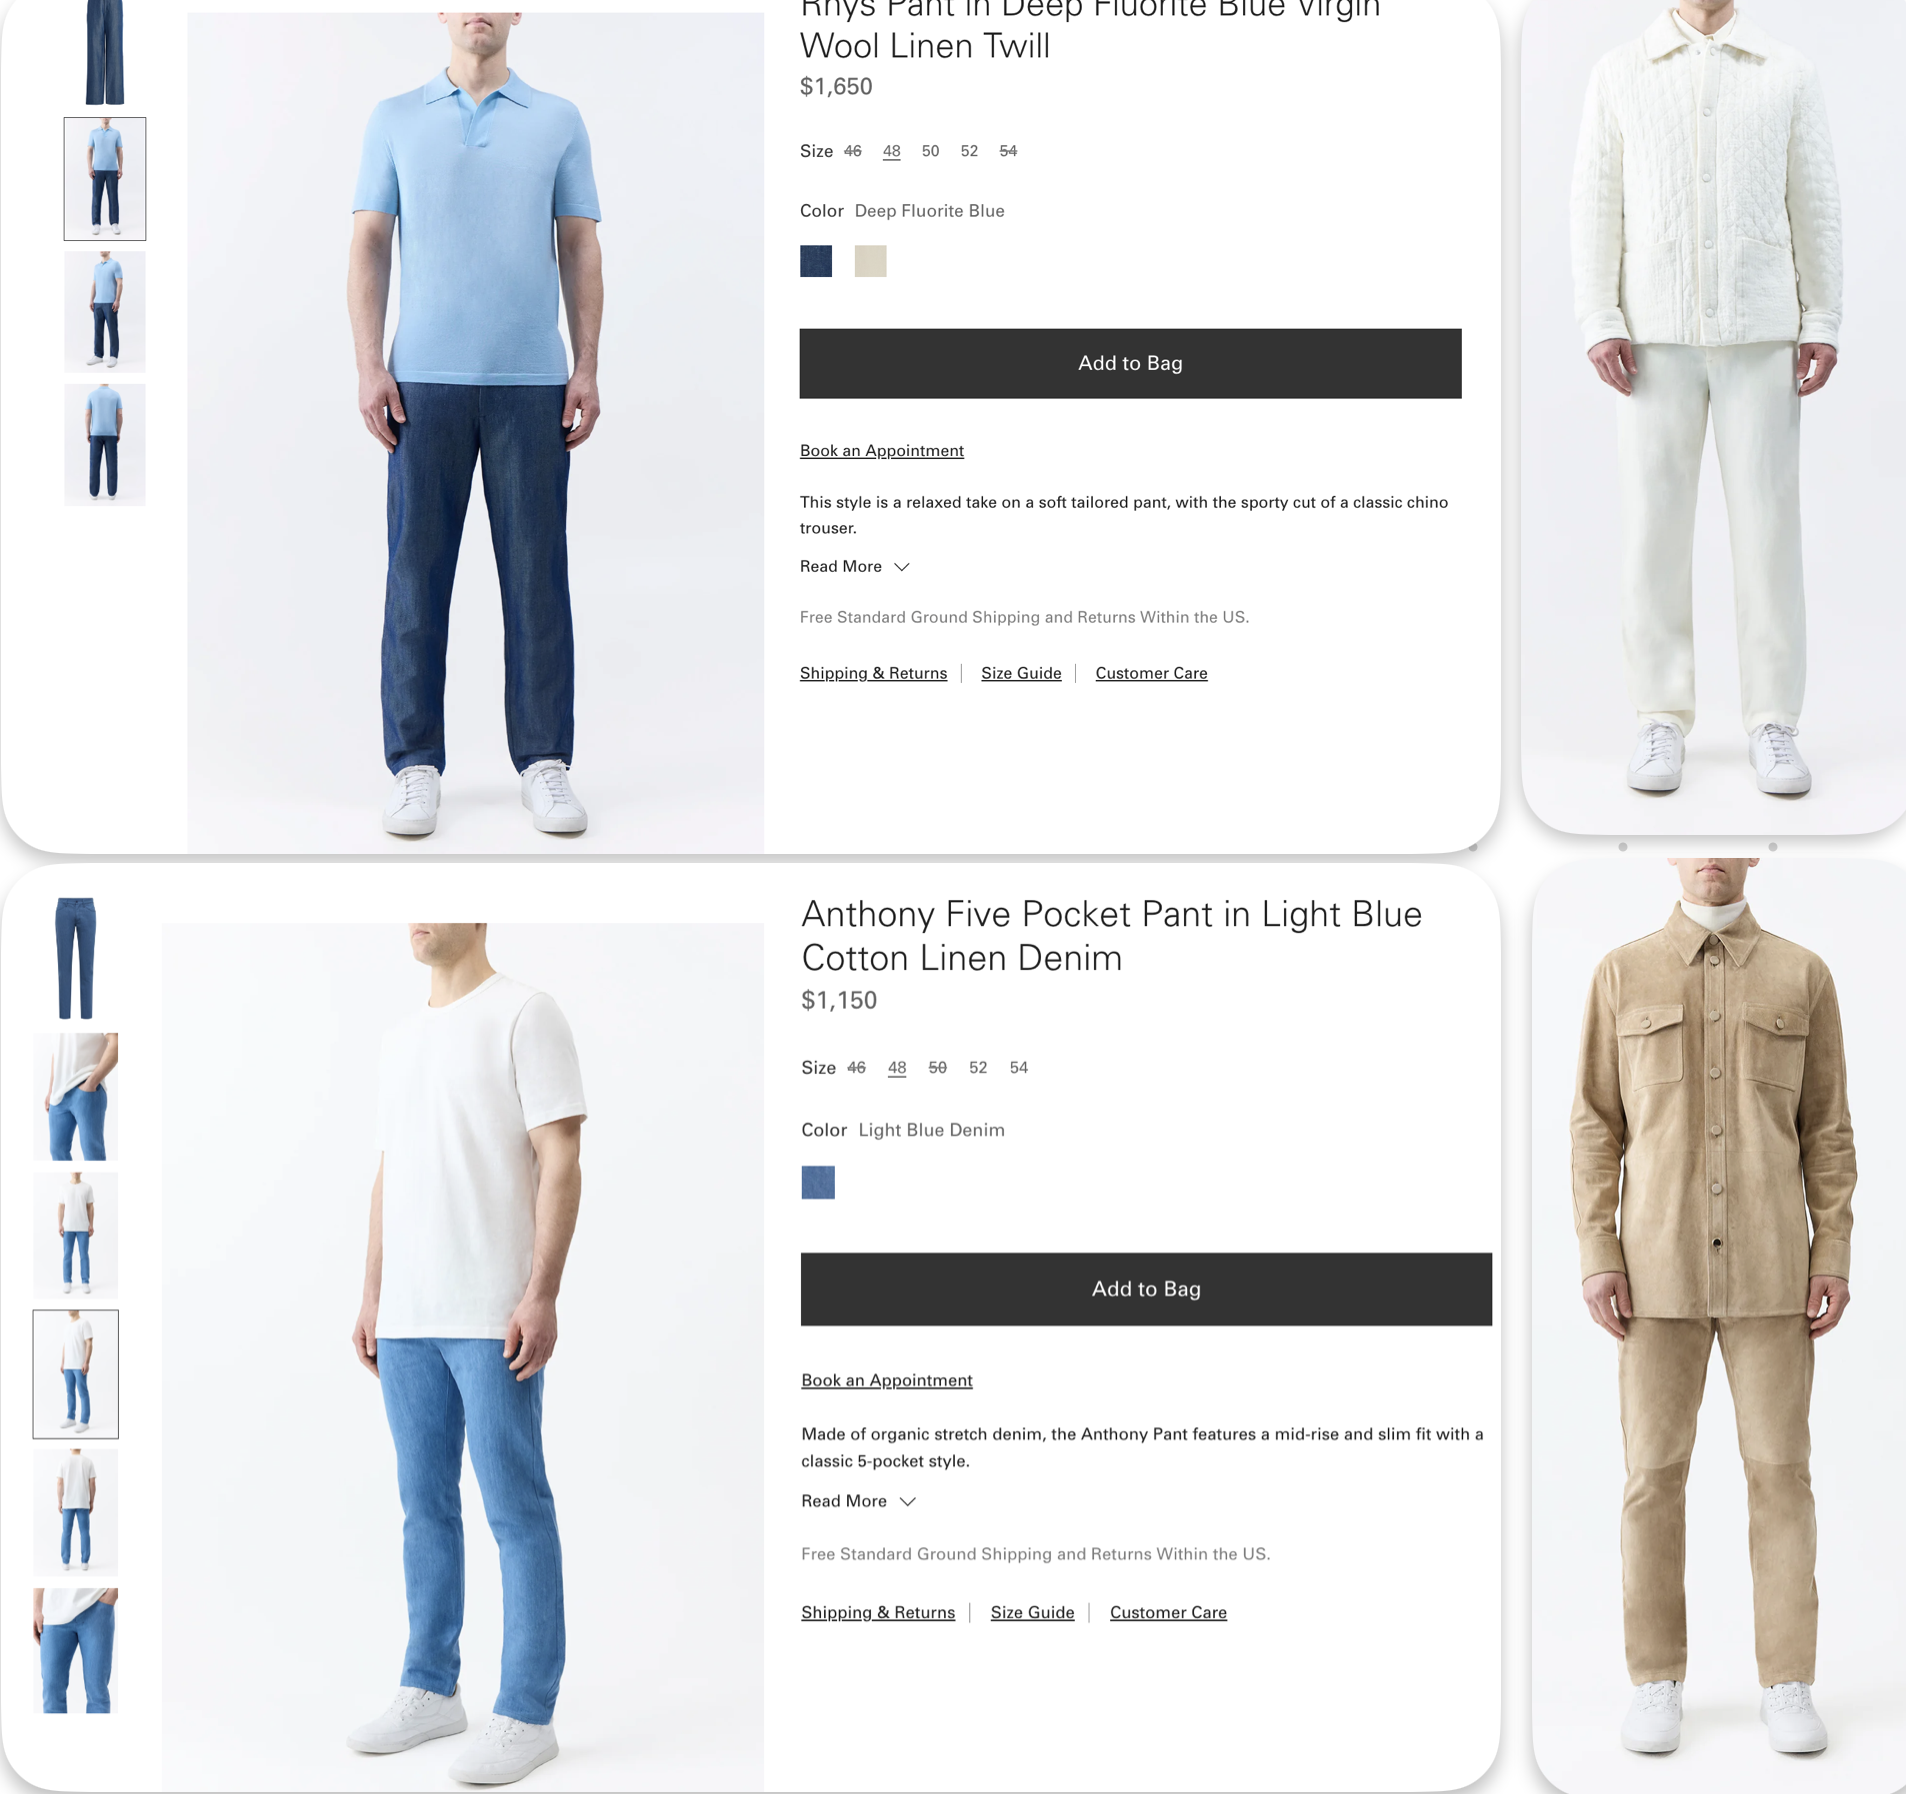 Rhys Pant in Deep Fluorite Blue Virgin
Wool Linen Twill
$1,650
Size 46 48 50 52 54
Color Deep Fluorite Blue
Add to Bag
Book an Appointment
This style is a relaxed take on a soft tailored pant, with the sporty cut of a classic chino
trouser.
Read More
Free Standard Ground Shipping and Returns Within the US.
Shipping & Returns Size Guide Customer Care
Anthony Five Pocket Pant in Light Blue
Cotton Linen Denim
$1,150
Size 46 48 50 52 54
Color Light Blue Denim
Add to Bag
Book an Appointment
Made of organic stretch denim, the Anthony Pant features a mid-rise and slim fit with a
classic 5-pocket style.
Read More
Free Standard Ground Shipping and Returns Within the US.
Shipping & Returns Size Guide Customer Care